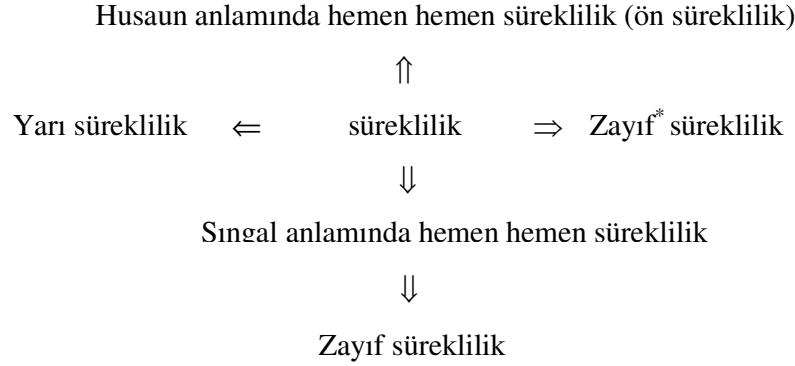 Husaun anlamında hemen hemen süreklilik (ön süreklilik)
⇑
Yarı süreklilik ⇐ süreklilik ⇒ Zayıf* süreklilik
⇓
Sıngal anlamında hemen hemen süreklilik
⇓
Zayıf süreklilik